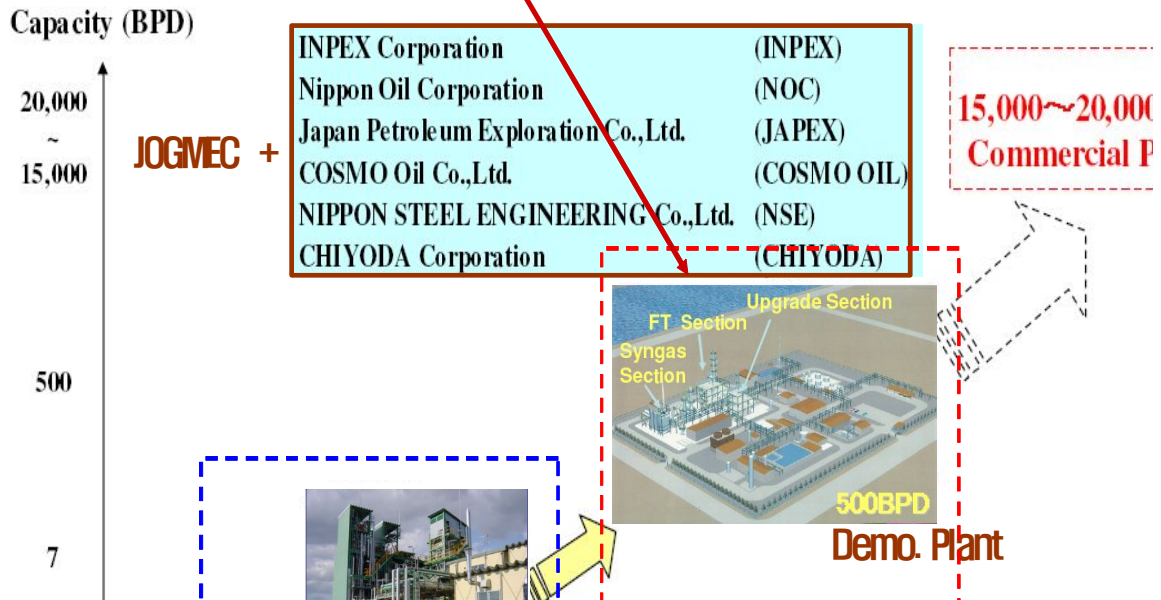 Capacity (BPD)
20,000
~
15,000
500
7
JOGMEC +
INPEX Corporation (INPEX)
Nippon Oil Corporation (NOC)
Japan Petroleum Exploration Co.,Ltd. (JAPEX)
COSMO Oil Co.,Ltd. (COSMO OIL)
NIPPON STEEL ENGINEERING Co.,Ltd. (NSE)
CHIYODA Corporation (CHIYODA)
15,000~20,000
Commercial P
Upgrade Section
FT Section
Syngas
Section
500BPD
Demo. Plant